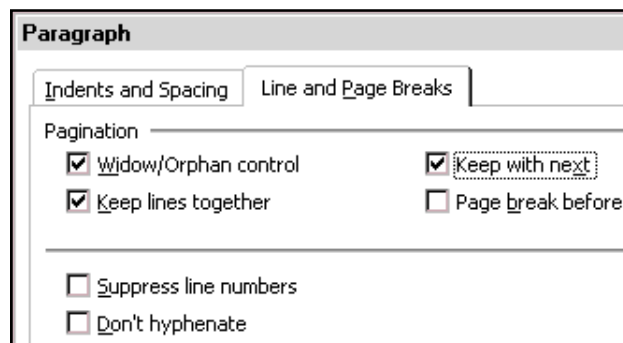 Paragraph
Indents and Spacing Line and Page Breaks
Pagination
Widow/Orphan control Keep with next
Keep lines together Page break before
Suppress line numbers
Don't hyphenate